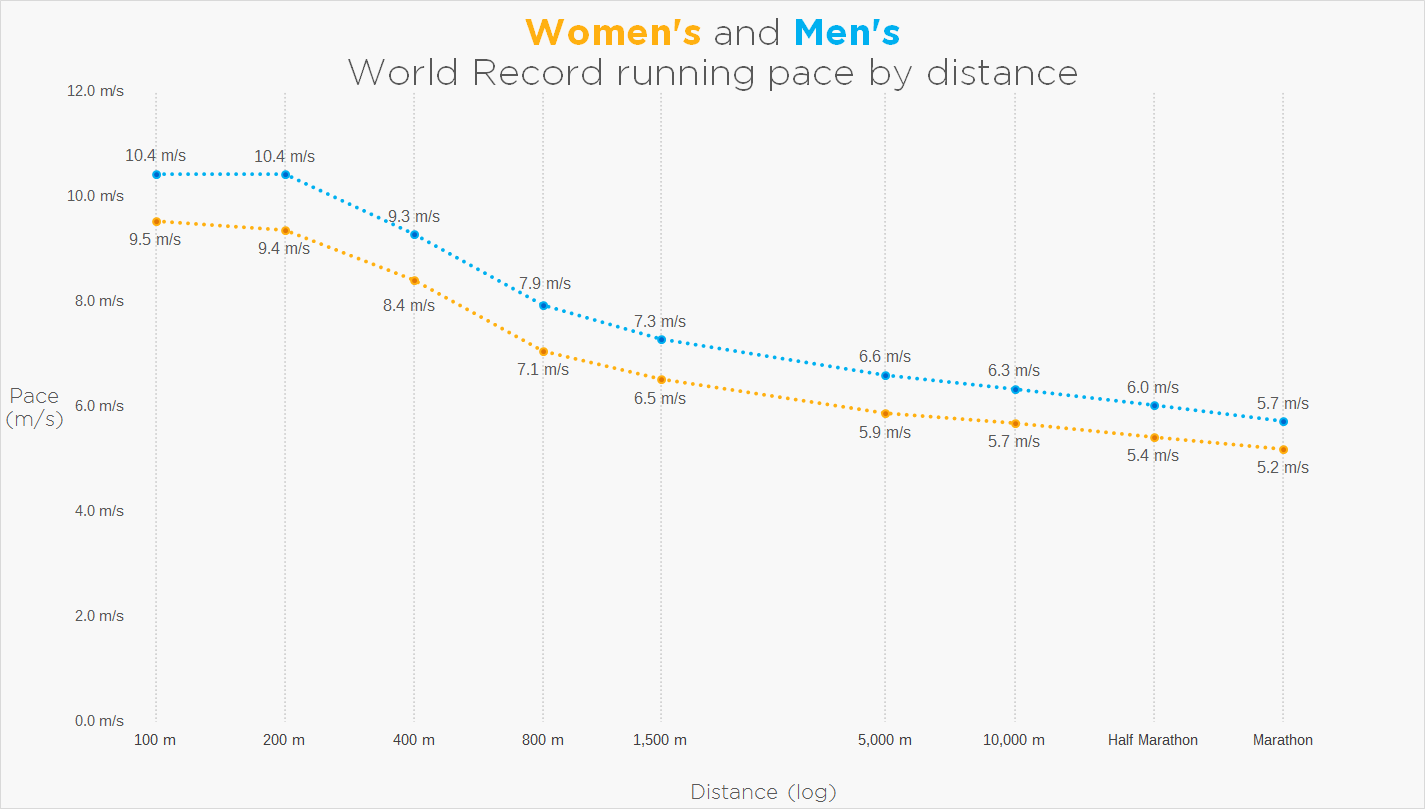 Women's and Men's
World Record running pace by distance
12.0 m/s
10.0 m/s
8.0 m/s
6.0 m/s
4.0 m/s
2.0 m/s
0.0 m/s
Pace
(m/s)
10.4 m/s
10.4 m/s
9.3 m/s
7.9 m/s
7.3 m/s
6.6 m/s
6.3 m/s
6.0 m/s
5.7 m/s
9.5 m/s
9.4 m/s
8.4 m/s
7.1 m/s
6.5 m/s
5.9 m/s
5.7 m/s
5.4 m/s
5.2 m/s
100 m 200 m 400 m 800 m 1,500 m 5,000 m 10,000 m Half Marathon Marathon
Distance (log)